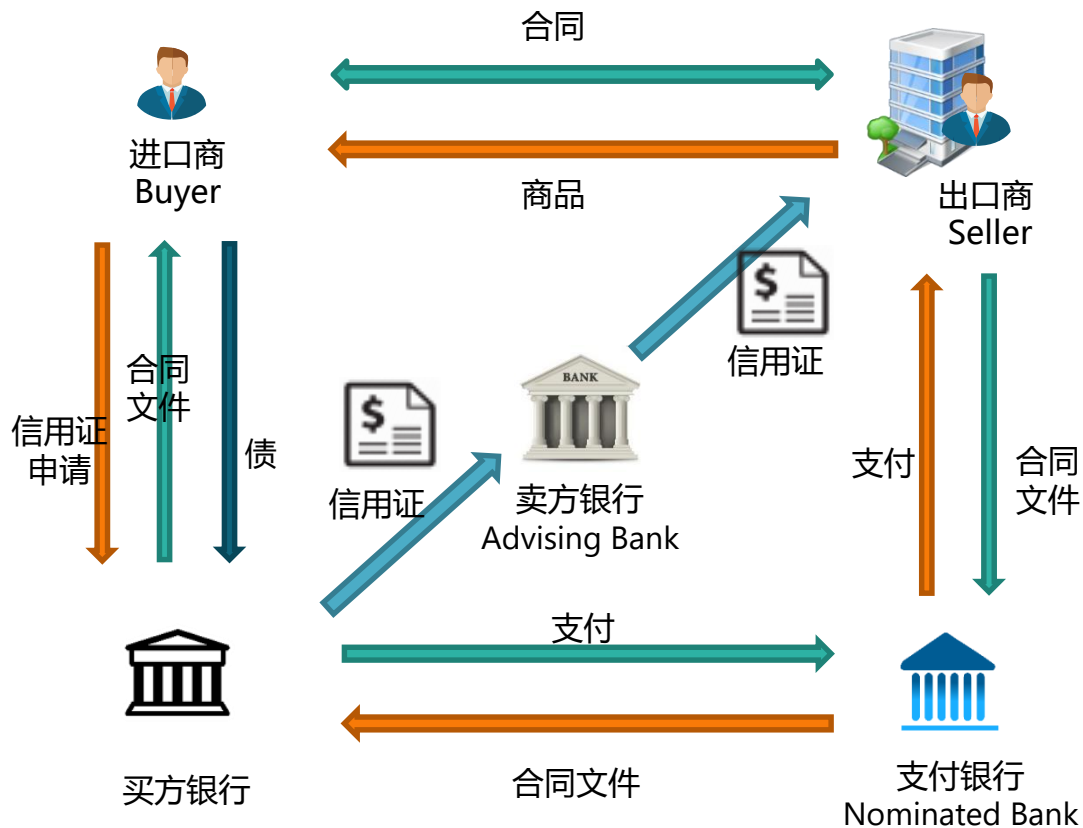 合同
进口商
Buyer
商品
出口商
Seller
信用证
申请
合同
文件
债
信用证
BANK
信用证
卖方银行
Advising Bank
支付
合同
文件
支付
买方银行
合同文件
支付银行
Nominated Bank